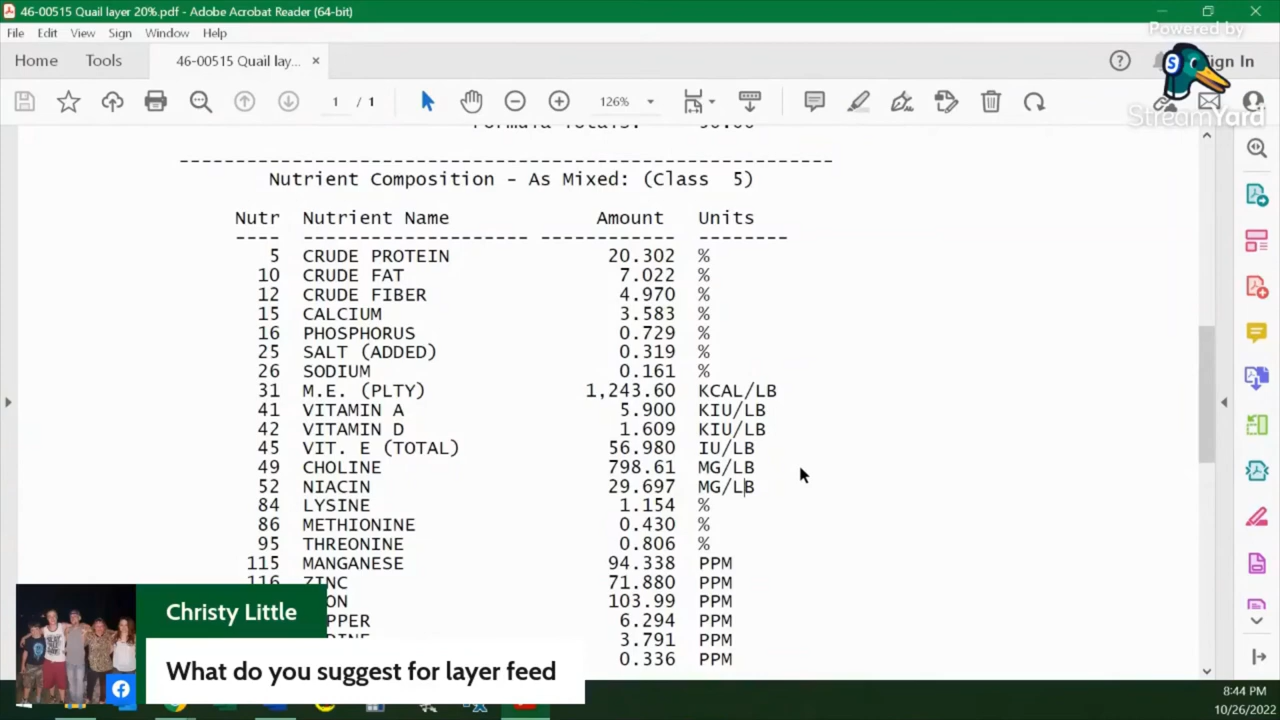 46-00515 Quail layer 20%.pdf - Adobe Acrobat Reader (64-bit)
Powered by
File Edit View Sign Window Help
Home Tools 46-00515 Quail lay... Sign In
1 / 1 126%
StreamYard
Formula Totals: 50.00
Nutrient Composition - As Mixed: (Class 5)
Nutr Nutrient Name Amount Units
5 CRUDE PROTEIN 20.302 %
10 CRUDE FAT 7.022 %
12 CRUDE FIBER 4.970 %
15 CALCIUM 3.583 %
16 PHOSPHORUS 0.729 %
25 SALT (ADDED) 0.319 %
26 SODIUM 0.161 %
31 M.E. (PLTY) 1,243.60 KCAL/LB
41 VITAMIN A 5.900 KIU/LB
42 VITAMIN D 1.609 KIU/LB
45 VIT. E (TOTAL) 56.980 IU/LB
49 CHOLINE 798.61 MG/LB
52 NIACIN 29.697 MG/LB
84 LYSINE 1.154 %
86 METHIONINE 0.430 %
95 THREONINE 0.806 %
115 MANGANESE 94.338 PPM
116 ZINC 71.880 PPM
ON 103.99 PPM
PPER 6.294 PPM
3.791 PPM
0.336 PPM
Christy Little
What do you suggest for layer feed
8:44 PM
10/26/2022